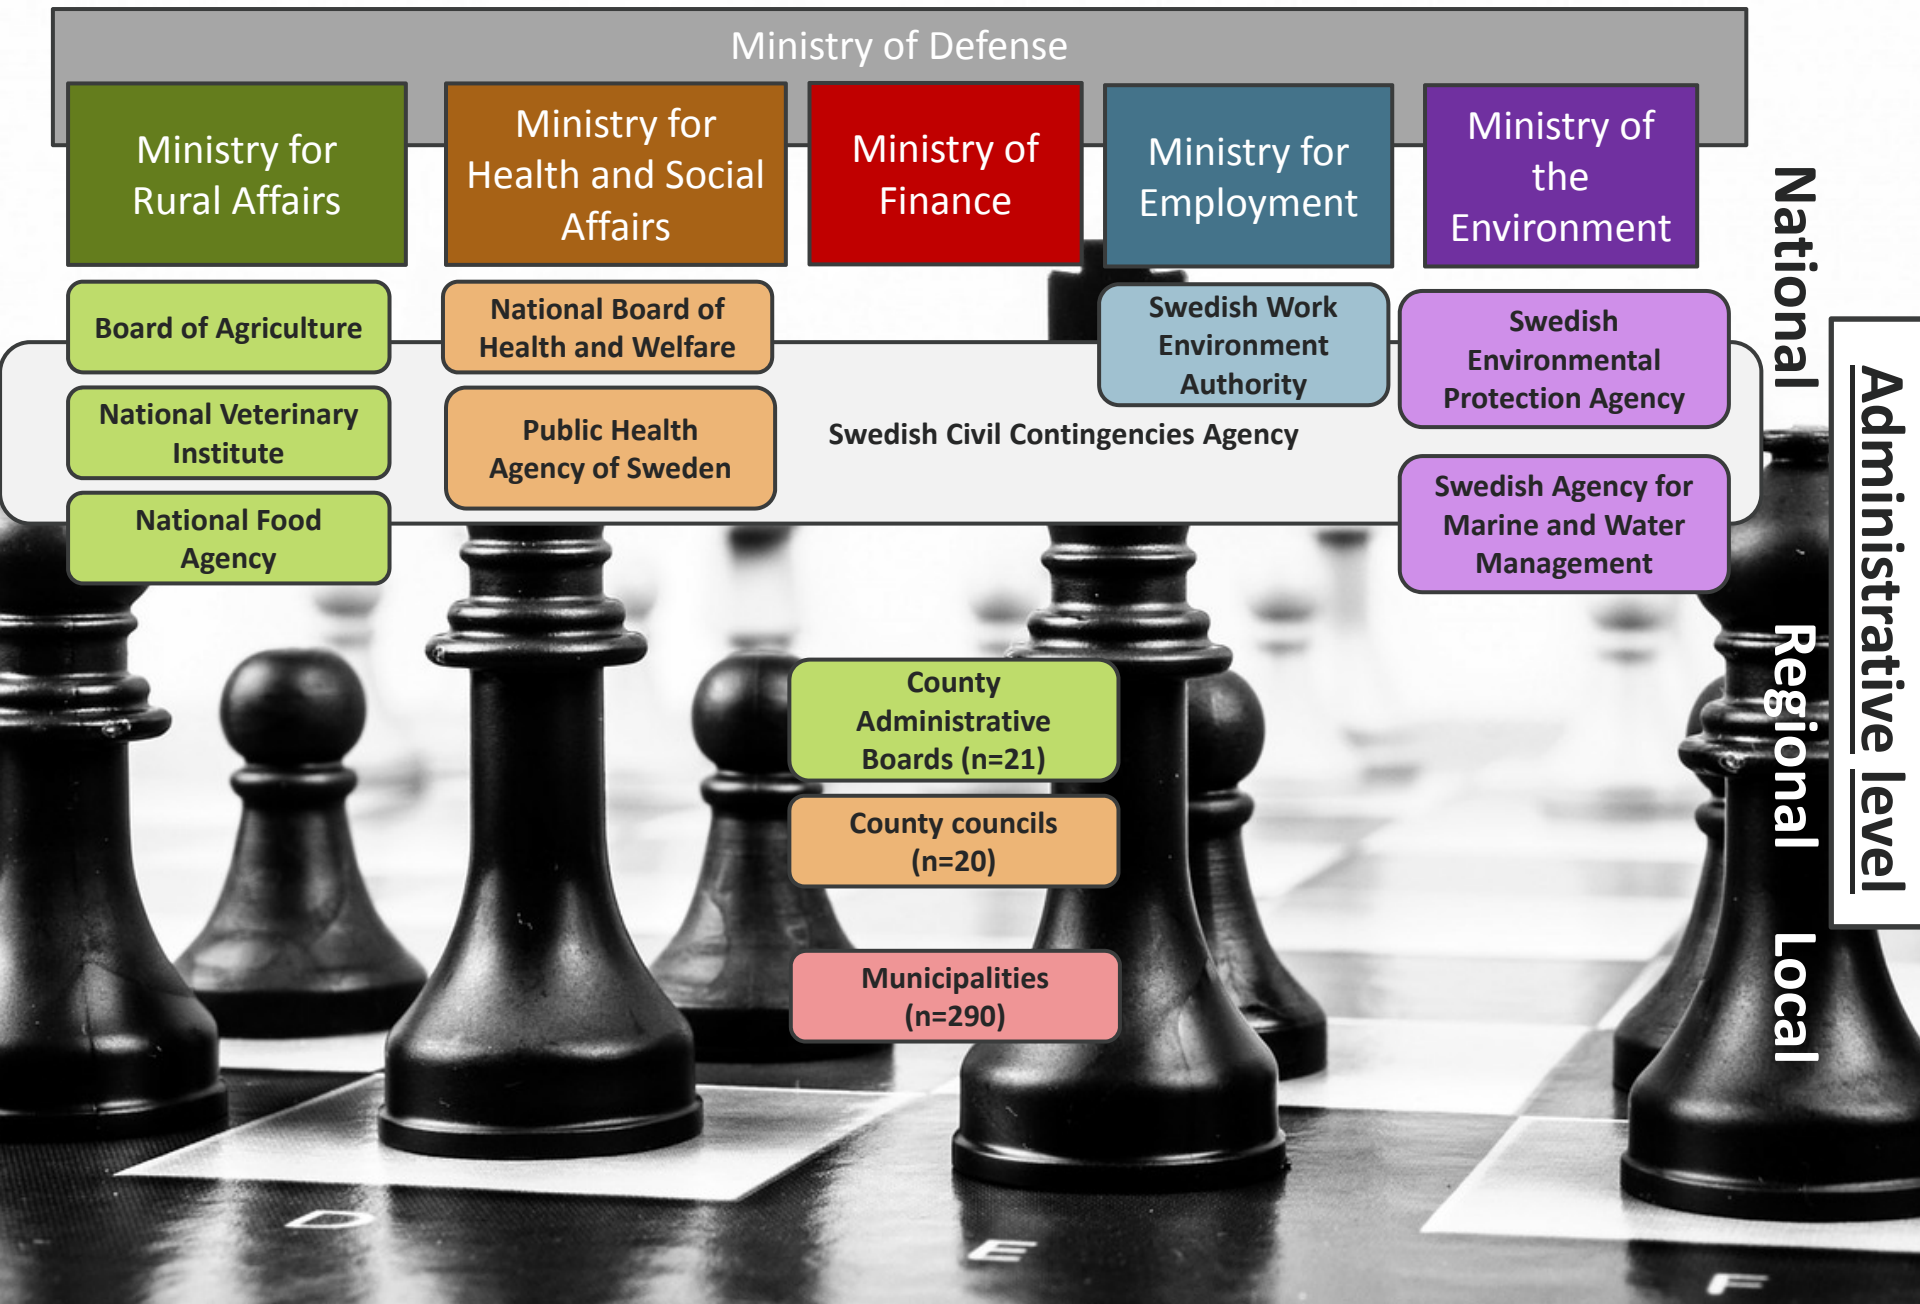 Ministry of Defense
Ministry for
Rural Affairs
Ministry for
Health and Social
Affairs
Ministry of
Finance
Ministry for
Employment
Ministry of
the
Environment
Board of Agriculture
National Veterinary
Institute
National Food
Agency
National Board of
Health and Welfare
Public Health
Agency of Sweden
Swedish Civil Contingencies Agency
Swedish Work
Environment
Authority
Swedish
Environmental
Protection Agency
Swedish Agency for
Marine and Water
Management
County
Administrative
Boards (n=21)
County councils
(n=20)
Municipalities
(n=290)
National
Regional
Local
Administrative level
D
E
F